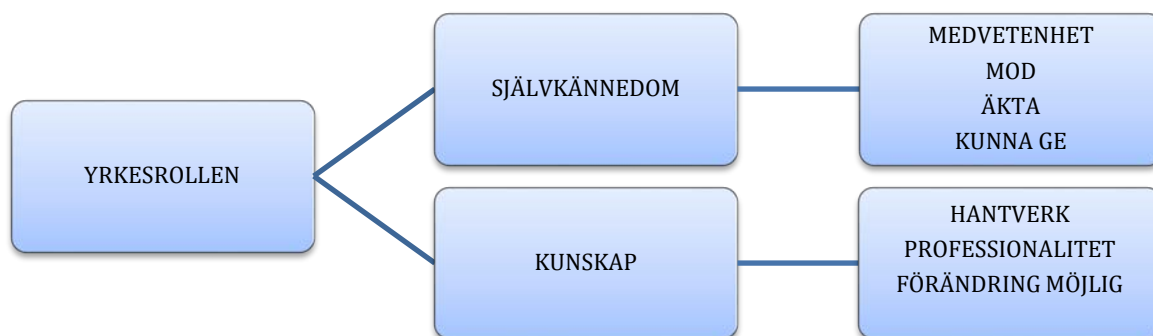 YRKESROLLEN
SJÄLVKÄNNEDOM
MEDVETENHET
MOD
ÄKTA
KUNNA GE
KUNSKAP
HANTVERK
PROFESSIONALITET
FÖRÄNDRING MÖJLIG